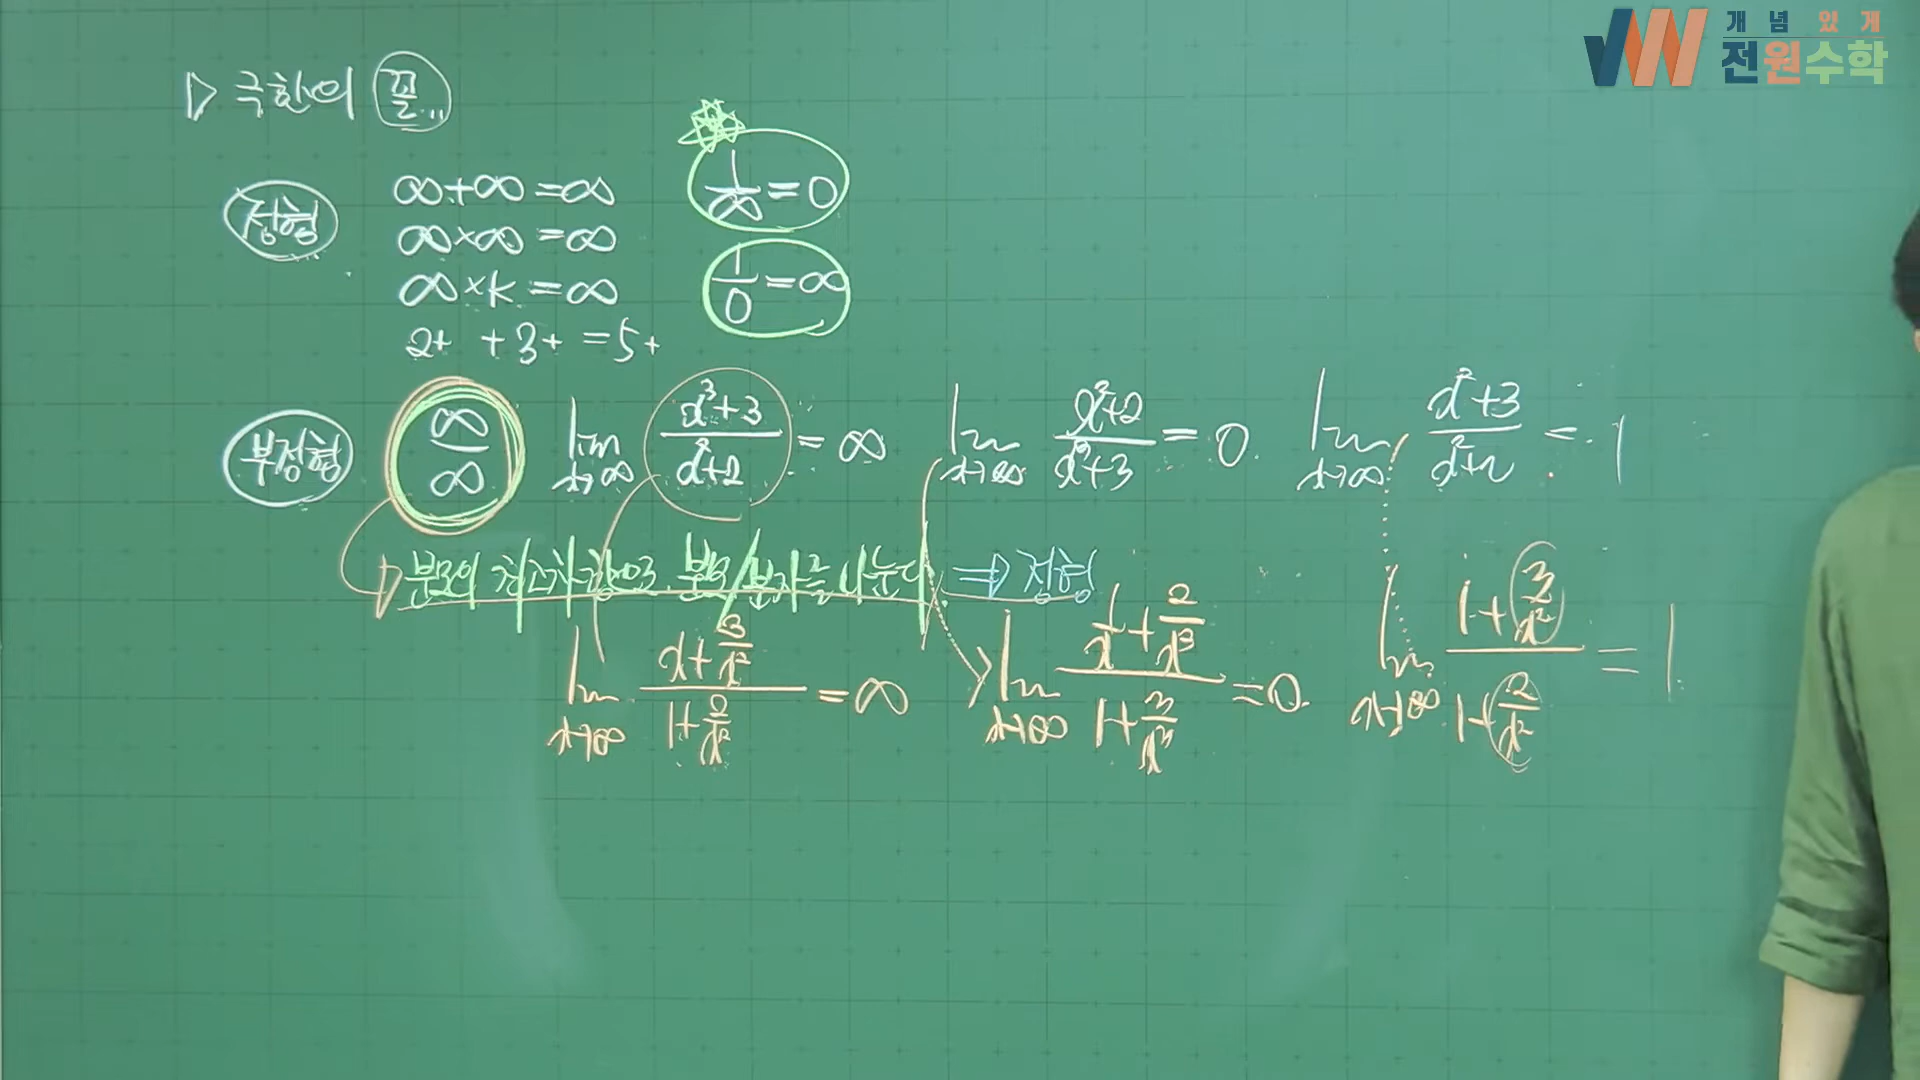 개념있게
전원수학
▷ 극한의 꼴..
정형
∞+∞=∞
∞×∞=∞
∞×k=∞
2+ +3+ =5+
1/∞=0
1/0=∞
부정형
∞/∞
lim x→∞ (x³+3)/(x²+2) = ∞
lim x→∞ (x²+2)/(x³+3) = 0
lim x→∞ (x²+3)/(x²+2) = 1
▷ 분모의 최고차항으로 분모/분자를 나눈다. ⇒ 정형
lim x→∞ (x+3/x²)/(1+2/x²) = ∞
lim x→∞ (1/x+2/x³)/(1+3/x³) = 0.
lim x→∞ (1+3/x²)/(1+2/x²) = 1